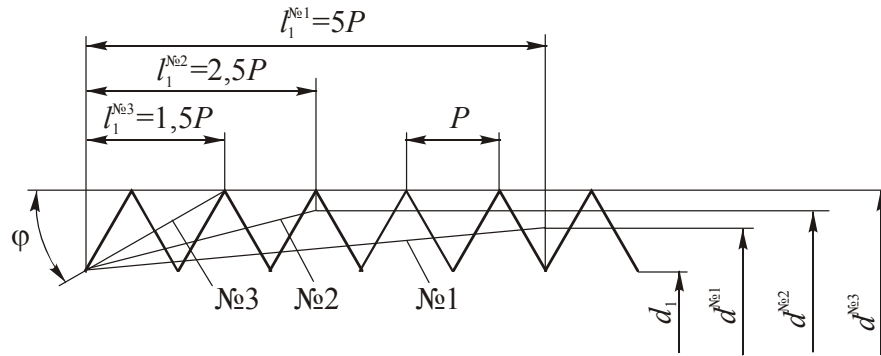 l₁^№1=5P
l₁^№2=2,5P
l₁^№3=1,5P
P
φ
№3
№2
№1
d₁
d^№1
d^№2
d^№3